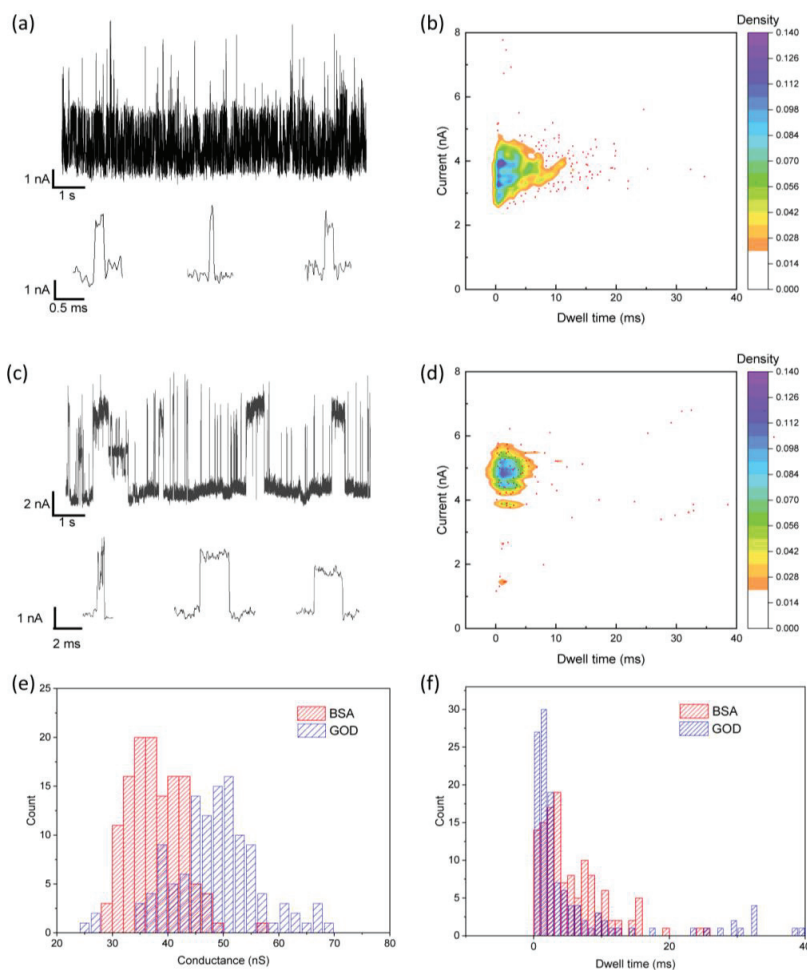 (a)
1 nA
1 s
1 nA
0.5 ms
(b)
Density
8
6
4
2
0
Current (nA)
0 10 20 30 40
Dwell time (ms)
0.140
0.126
0.112
0.098
0.084
0.070
0.056
0.042
0.028
0.014
0.000
(c)
2 nA
1 s
1 nA
2 ms
(d)
Density
8
6
4
2
0
Current (nA)
0 10 20 30 40
Dwell time (ms)
0.140
0.126
0.112
0.098
0.084
0.070
0.056
0.042
0.028
0.014
0.000
(e)
25
20
15
10
5
0
Count
BSA
GOD
20 30 40 50 60 70 80
Conductance (nS)
(f)
30
25
20
15
10
5
0
Count
BSA
GOD
0 10 20 30 40
Dwell time (ms)